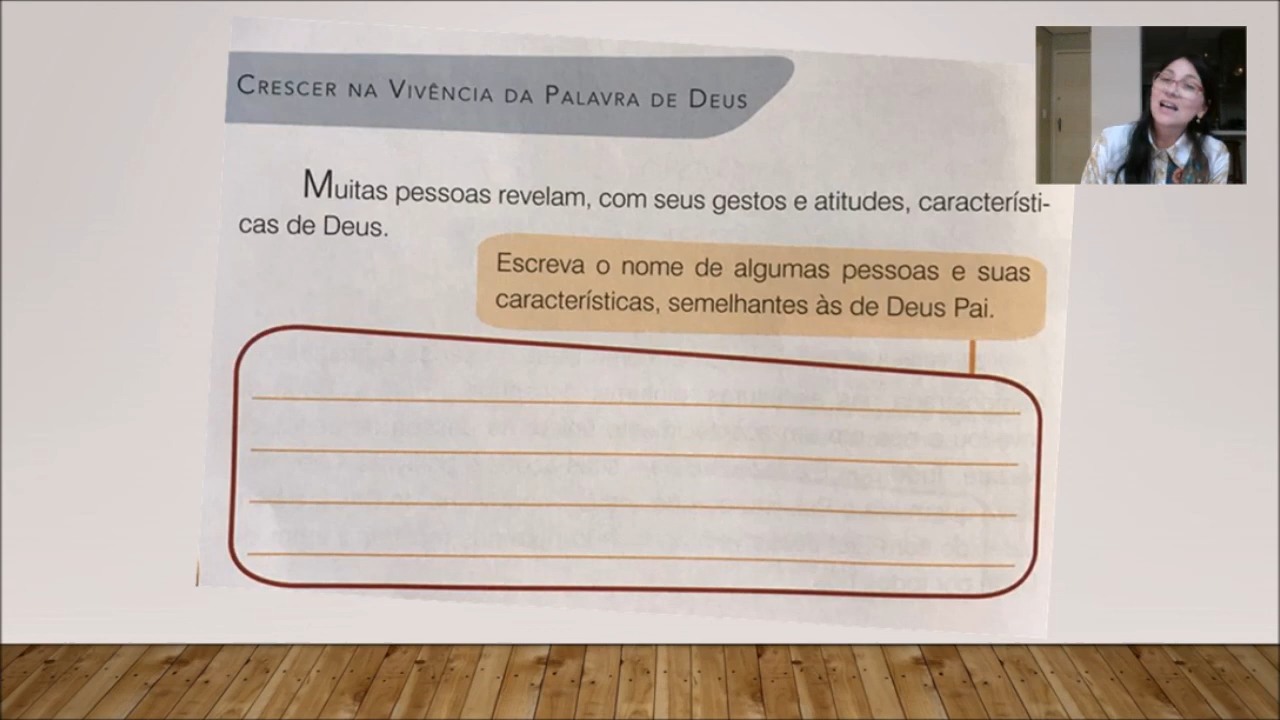 CRESCER NA VIVÊNCIA DA PALAVRA DE DEUS
Muitas pessoas revelam, com seus gestos e atitudes, característi-
cas de Deus.
Escreva o nome de algumas pessoas e suas
características, semelhantes às de Deus Pai.